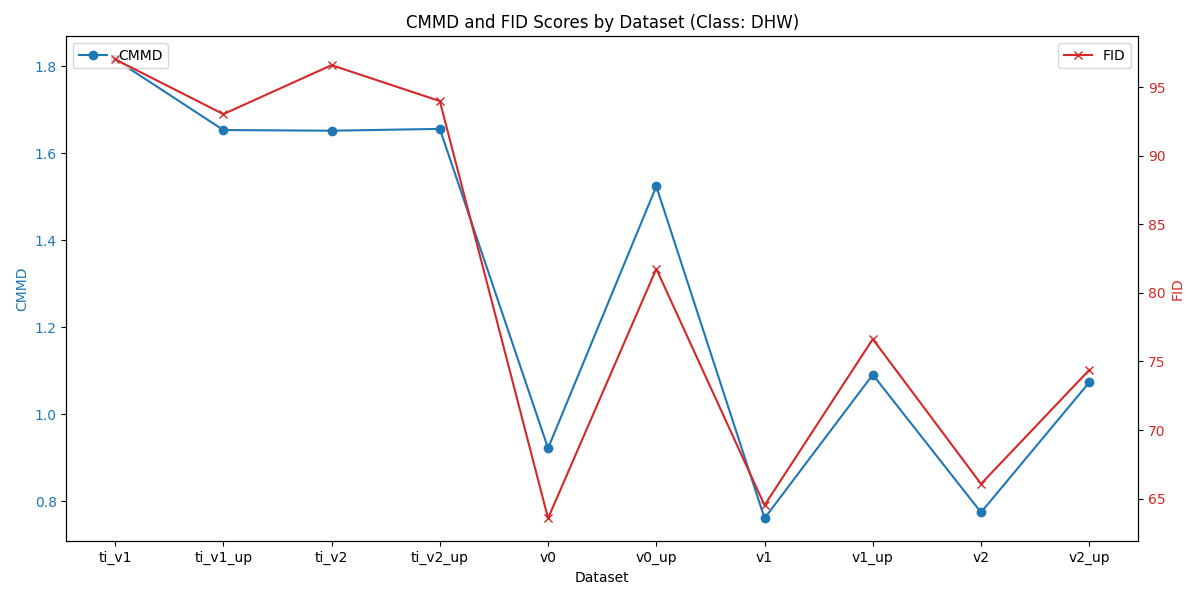 CMMD and FID Scores by Dataset (Class: DHW)
CMMD
FID
1.8
1.6
1.4
1.2
1.0
0.8
CMMD
95
90
85
80
75
70
65
FID
ti_v1 ti_v1_up ti_v2 ti_v2_up v0 v0_up v1 v1_up v2 v2_up
Dataset